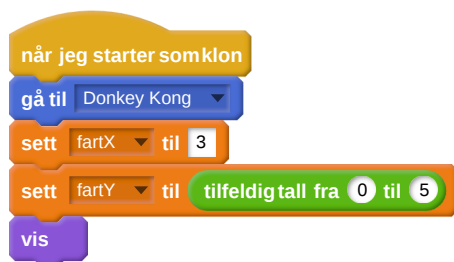 når jeg starter som klon
gå til Donkey Kong
sett fartX til 3
sett fartY til tilfeldig tall fra 0 til 5
vis